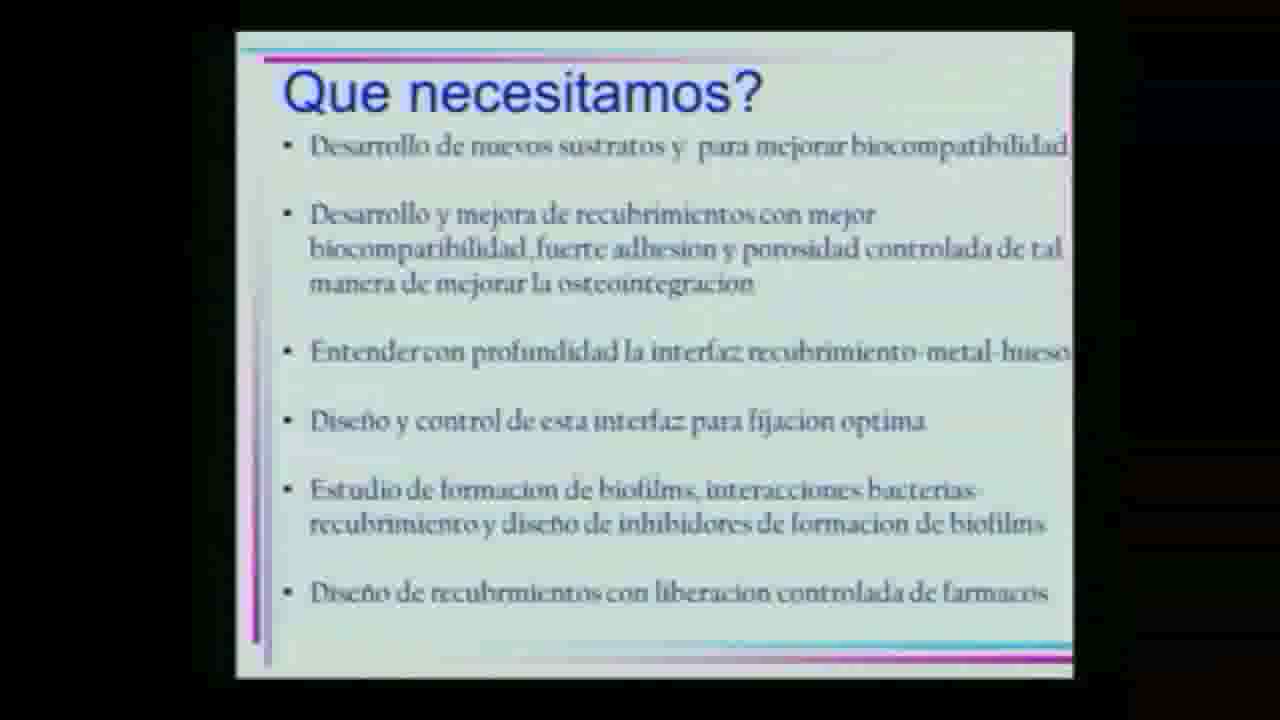 Que necesitamos?
• Desarrollo de nuevos sustratos y para mejorar biocompatibilidad
• Desarrollo y mejora de recubrimientos con mejor
biocompatibilidad, fuerte adhesion y porosidad controlada de tal
manera de mejorar la osteointegracion
• Entender con profundidad la interfaz recubrimiento-metal-hueso
• Diseño y control de esta interfaz para fijacion optima
• Estudio de formacion de biofilms, interacciones bacterias-
recubrimiento y diseño de inhibidores de formacion de biofilms
• Diseño de recubrmientos con liberacion controlada de farmacos